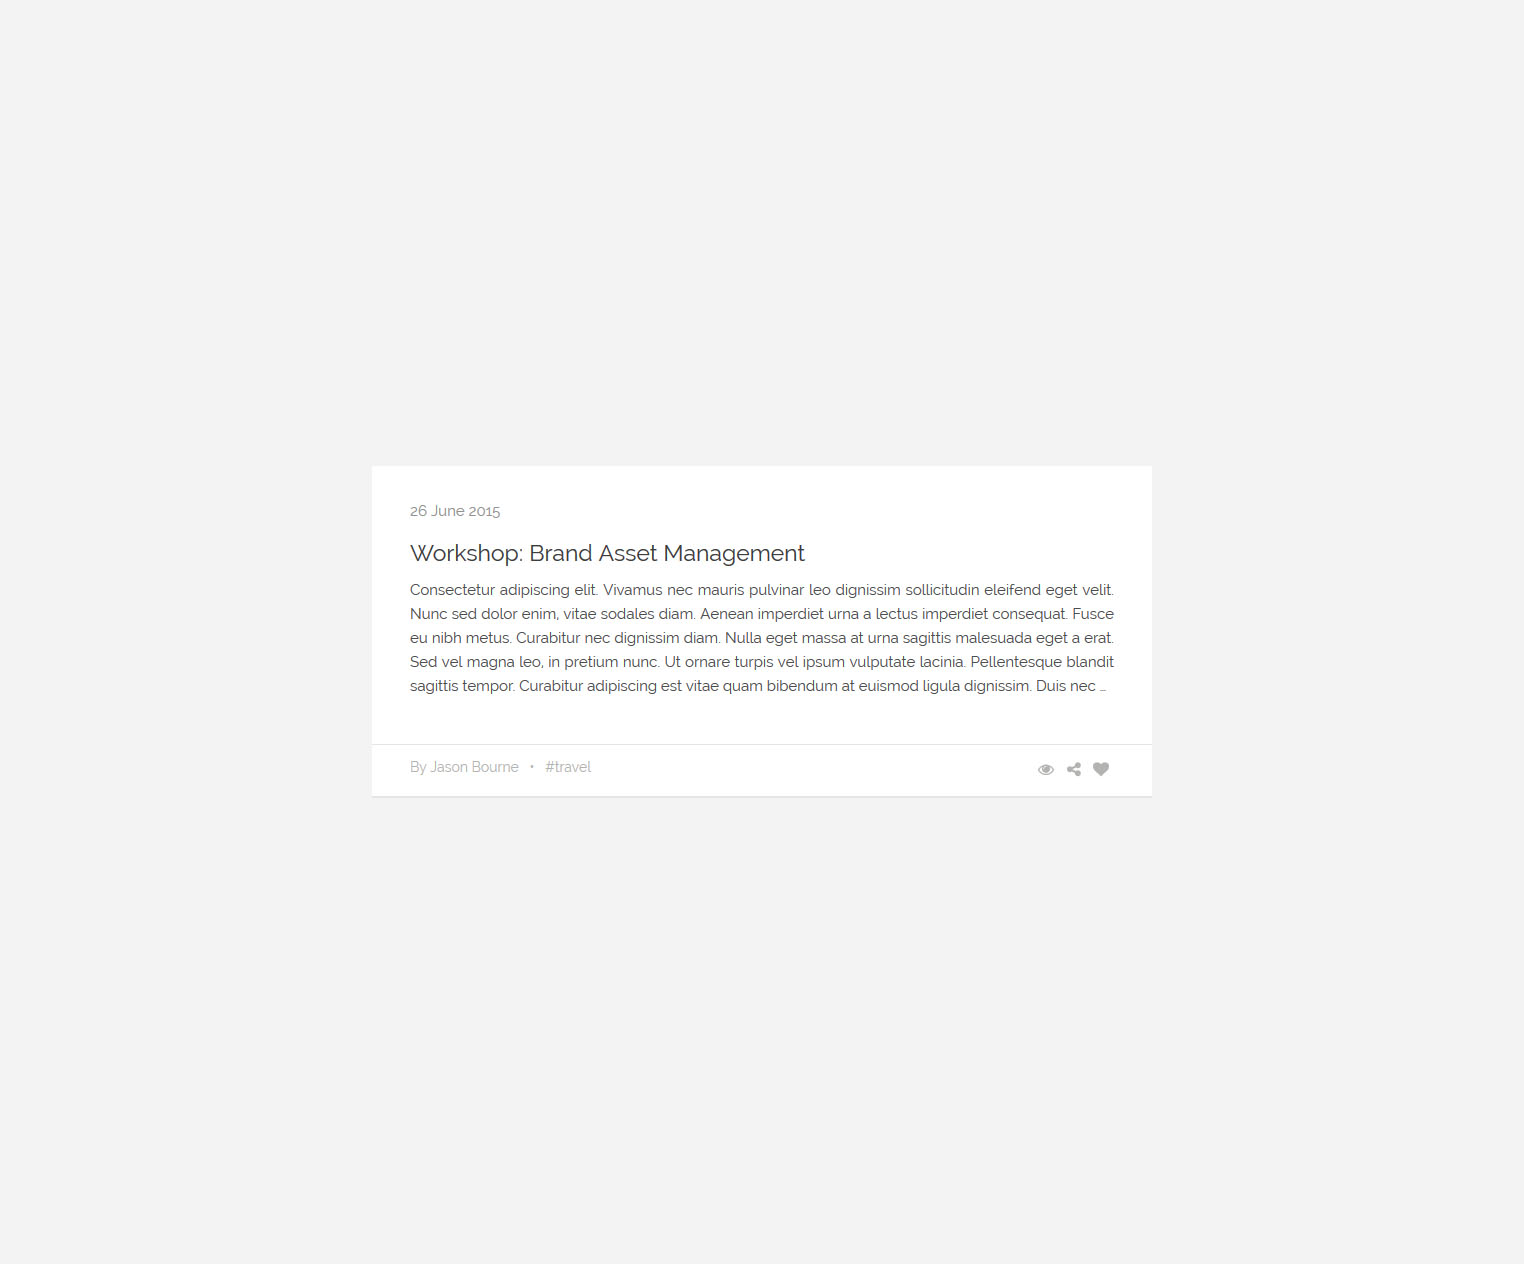 26 June 2015
Workshop: Brand Asset Management
Consectetur adipiscing elit. Vivamus nec mauris pulvinar leo dignissim sollicitudin eleifend eget velit.
Nunc sed dolor enim, vitae sodales diam. Aenean imperdiet urna a lectus imperdiet consequat. Fusce
eu nibh metus. Curabitur nec dignissim diam. Nulla eget massa at urna sagittis malesuada eget a erat.
Sed vel magna leo, in pretium nunc. Ut ornare turpis vel ipsum vulputate lacinia. Pellentesque blandit
sagittis tempor. Curabitur adipiscing est vitae quam bibendum at euismod ligula dignissim. Duis nec ...
By Jason Bourne • #travel